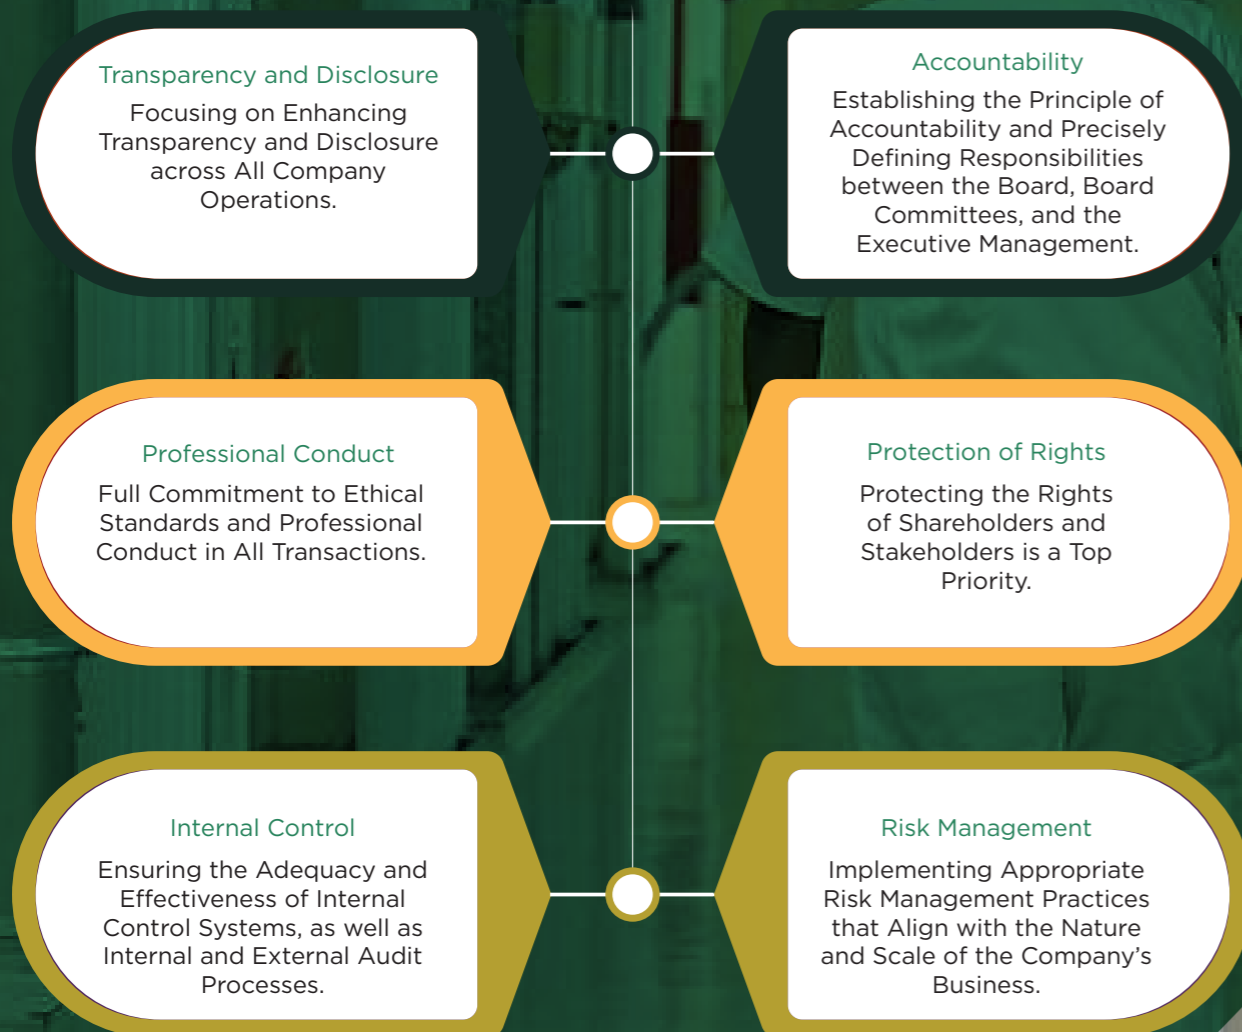 Transparency and Disclosure
Focusing on Enhancing
Transparency and Disclosure
across All Company
Operations.
Accountability
Establishing the Principle of
Accountability and Precisely
Defining Responsibilities
between the Board, Board
Committees, and the
Executive Management.
Professional Conduct
Full Commitment to Ethical
Standards and Professional
Conduct in All Transactions.
Protection of Rights
Protecting the Rights
of Shareholders and
Stakeholders is a Top
Priority.
Internal Control
Ensuring the Adequacy and
Effectiveness of Internal
Control Systems, as well as
Internal and External Audit
Processes.
Risk Management
Implementing Appropriate
Risk Management Practices
that Align with the Nature
and Scale of the Company’s
Business.